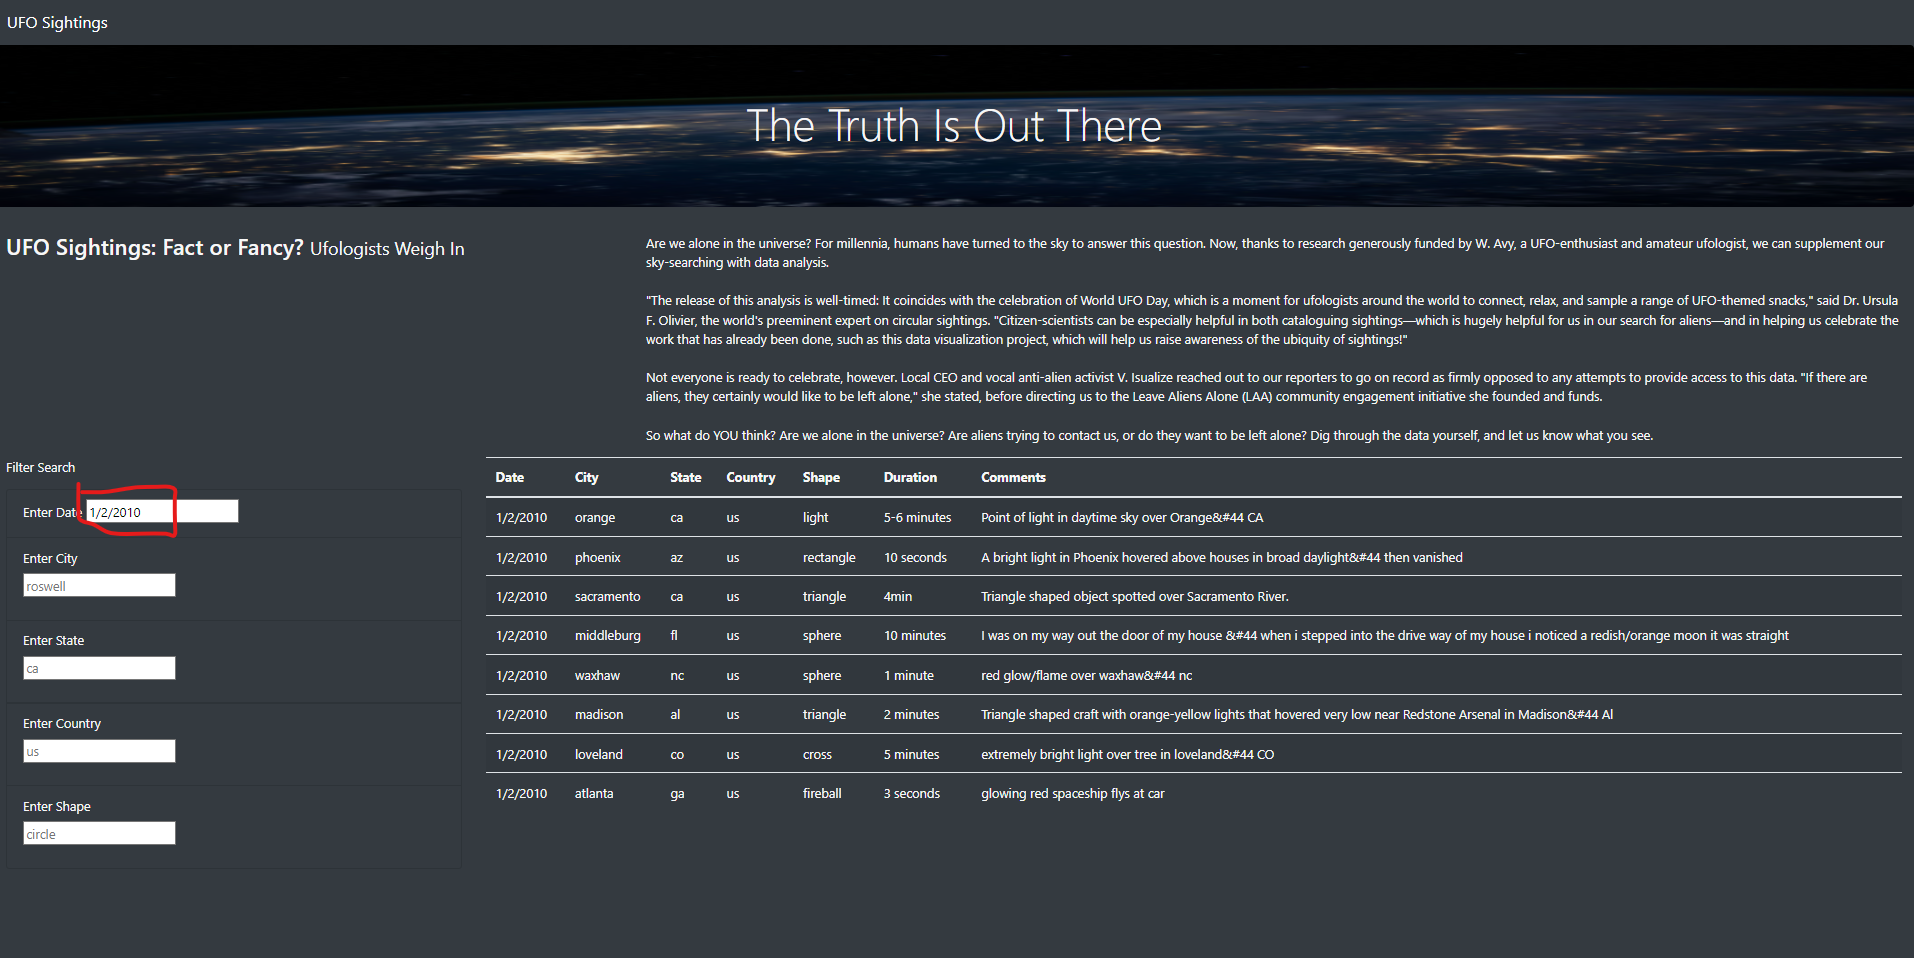 UFO Sightings
The Truth Is Out There
UFO Sightings: Fact or Fancy? Ufologists Weigh In
Are we alone in the universe? For millennia, humans have turned to the sky to answer this question. Now, thanks to research generously funded by W. Avy, a UFO-enthusiast and amateur ufologist, we can supplement our
sky-searching with data analysis.
"The release of this analysis is well-timed: It coincides with the celebration of World UFO Day, which is a moment for ufologists around the world to connect, relax, and sample a range of UFO-themed snacks," said Dr. Ursula
F. Olivier, the world's preeminent expert on circular sightings. "Citizen-scientists can be especially helpful in both cataloguing sightings—which is hugely helpful for us in our search for aliens—and in helping us celebrate the
work that has already been done, such as this data visualization project, which will help us raise awareness of the ubiquity of sightings!"
Not everyone is ready to celebrate, however. Local CEO and vocal anti-alien activist V. Isualize reached out to our reporters to go on record as firmly opposed to any attempts to provide access to this data. "If there are
aliens, they certainly would like to be left alone," she stated, before directing us to the Leave Aliens Alone (LAA) community engagement initiative she founded and funds.
So what do YOU think? Are we alone in the universe? Are aliens trying to contact us, or do they want to be left alone? Dig through the data yourself, and let us know what you see.
Filter Search
Enter Date 1/2/2010
Enter City
roswell
Enter State
ca
Enter Country
us
Enter Shape
circle
Date City State Country Shape Duration Comments
1/2/2010 orange ca us light 5-6 minutes Point of light in daytime sky over Orange&#44 CA
1/2/2010 phoenix az us rectangle 10 seconds A bright light in Phoenix hovered above houses in broad daylight&#44 then vanished
1/2/2010 sacramento ca us triangle 4min Triangle shaped object spotted over Sacramento River.
1/2/2010 middleburg fl us sphere 10 minutes I was on my way out the door of my house &#44 when i stepped into the drive way of my house i noticed a redish/orange moon it was straight
1/2/2010 waxhaw nc us sphere 1 minute red glow/flame over waxhaw&#44 nc
1/2/2010 madison al us triangle 2 minutes Triangle shaped craft with orange-yellow lights that hovered very low near Redstone Arsenal in Madison&#44 Al
1/2/2010 loveland co us cross 5 minutes extremely bright light over tree in loveland&#44 CO
1/2/2010 atlanta ga us fireball 3 seconds glowing red spaceship flys at car